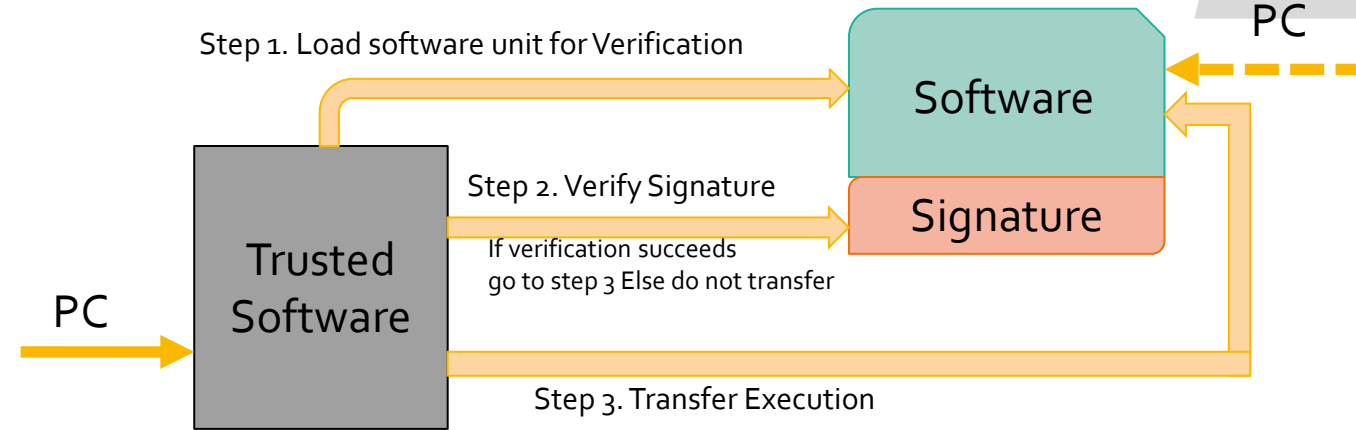 PC
Step 1. Load software unit for Verification
Software
Step 2. Verify Signature
Signature
If verification succeeds
go to step 3 Else do not transfer
Trusted
Software
PC
Step 3. Transfer Execution